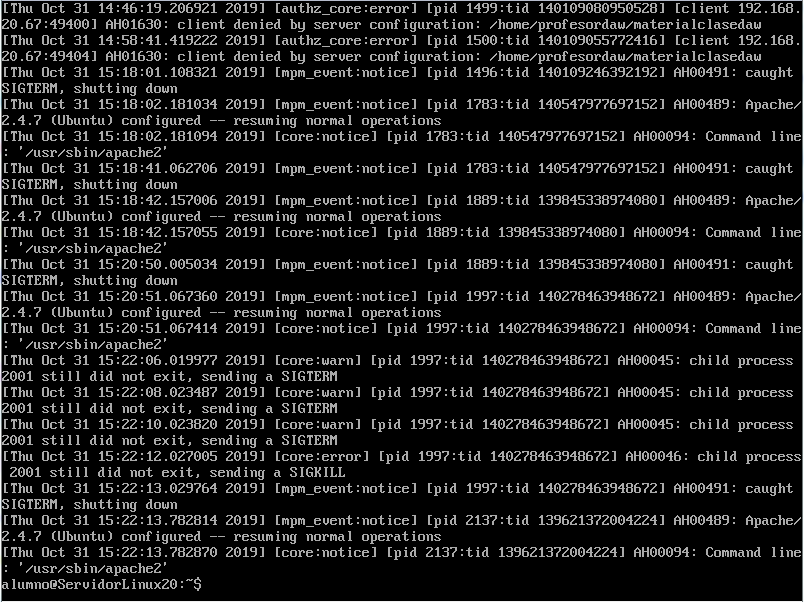 [Thu Oct 31 14:46:19.206921 2019] [authz_core:error] [pid 1499:tid 140109080950528] [client 192.168.
20.67:49400] AH01630: client denied by server configuration: /home/profesordaw/materialclasedaw
[Thu Oct 31 14:58:41.419222 2019] [authz_core:error] [pid 1500:tid 140109055772416] [client 192.168.
20.67:49404] AH01630: client denied by server configuration: /home/profesordaw/materialclasedaw
[Thu Oct 31 15:18:01.108321 2019] [mpm_event:notice] [pid 1496:tid 140109246392192] AH00491: caught
SIGTERM, shutting down
[Thu Oct 31 15:18:02.181034 2019] [mpm_event:notice] [pid 1783:tid 140547977697152] AH00489: Apache/
2.4.7 (Ubuntu) configured -- resuming normal operations
[Thu Oct 31 15:18:02.181094 2019] [core:notice] [pid 1783:tid 140547977697152] AH00094: Command line
: '/usr/sbin/apache2'
[Thu Oct 31 15:18:41.062706 2019] [mpm_event:notice] [pid 1783:tid 140547977697152] AH00491: caught
SIGTERM, shutting down
[Thu Oct 31 15:18:42.157006 2019] [mpm_event:notice] [pid 1889:tid 139845338974080] AH00489: Apache/
2.4.7 (Ubuntu) configured -- resuming normal operations
[Thu Oct 31 15:18:42.157055 2019] [core:notice] [pid 1889:tid 139845338974080] AH00094: Command line
: '/usr/sbin/apache2'
[Thu Oct 31 15:20:50.005034 2019] [mpm_event:notice] [pid 1889:tid 139845338974080] AH00491: caught
SIGTERM, shutting down
[Thu Oct 31 15:20:51.067360 2019] [mpm_event:notice] [pid 1997:tid 140278463948672] AH00489: Apache/
2.4.7 (Ubuntu) configured -- resuming normal operations
[Thu Oct 31 15:20:51.067414 2019] [core:notice] [pid 1997:tid 140278463948672] AH00094: Command line
: '/usr/sbin/apache2'
[Thu Oct 31 15:22:06.019977 2019] [core:warn] [pid 1997:tid 140278463948672] AH00045: child process
2001 still did not exit, sending a SIGTERM
[Thu Oct 31 15:22:08.023487 2019] [core:warn] [pid 1997:tid 140278463948672] AH00045: child process
2001 still did not exit, sending a SIGTERM
[Thu Oct 31 15:22:10.023820 2019] [core:warn] [pid 1997:tid 140278463948672] AH00045: child process
2001 still did not exit, sending a SIGTERM
[Thu Oct 31 15:22:12.027005 2019] [core:error] [pid 1997:tid 140278463948672] AH00046: child process
 2001 still did not exit, sending a SIGKILL
[Thu Oct 31 15:22:13.029764 2019] [mpm_event:notice] [pid 1997:tid 140278463948672] AH00491: caught
SIGTERM, shutting down
[Thu Oct 31 15:22:13.782814 2019] [mpm_event:notice] [pid 2137:tid 139621372004224] AH00489: Apache/
2.4.7 (Ubuntu) configured -- resuming normal operations
[Thu Oct 31 15:22:13.782870 2019] [core:notice] [pid 2137:tid 139621372004224] AH00094: Command line
: '/usr/sbin/apache2'
alumno@ServidorLinux20:~$